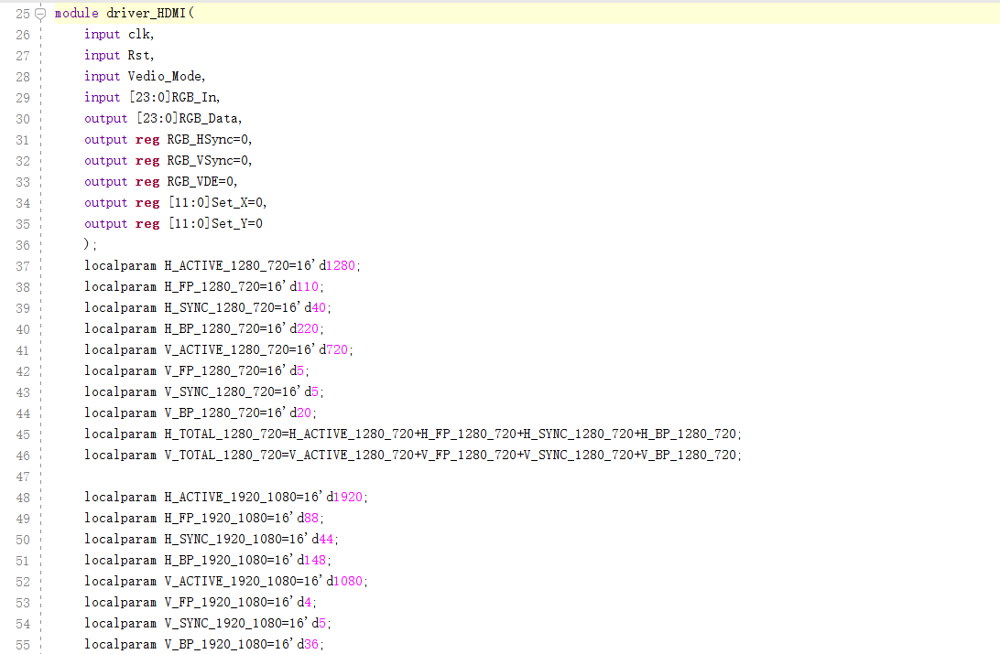 25 module driver_HDMI(
26 input clk,
27 input Rst,
28 input Vedio_Mode,
29 input [23:0]RGB_In,
30 output [23:0]RGB_Data,
31 output reg RGB_HSync=0,
32 output reg RGB_VSync=0,
33 output reg RGB_VDE=0,
34 output reg [11:0]Set_X=0,
35 output reg [11:0]Set_Y=0
36 );
37 localparam H_ACTIVE_1280_720=16'd1280;
38 localparam H_FP_1280_720=16'd110;
39 localparam H_SYNC_1280_720=16'd40;
40 localparam H_BP_1280_720=16'd220;
41 localparam V_ACTIVE_1280_720=16'd720;
42 localparam V_FP_1280_720=16'd5;
43 localparam V_SYNC_1280_720=16'd5;
44 localparam V_BP_1280_720=16'd20;
45 localparam H_TOTAL_1280_720=H_ACTIVE_1280_720+H_FP_1280_720+H_SYNC_1280_720+H_BP_1280_720;
46 localparam V_TOTAL_1280_720=V_ACTIVE_1280_720+V_FP_1280_720+V_SYNC_1280_720+V_BP_1280_720;
47
48 localparam H_ACTIVE_1920_1080=16'd1920;
49 localparam H_FP_1920_1080=16'd88;
50 localparam H_SYNC_1920_1080=16'd44;
51 localparam H_BP_1920_1080=16'd148;
52 localparam V_ACTIVE_1920_1080=16'd1080;
53 localparam V_FP_1920_1080=16'd4;
54 localparam V_SYNC_1920_1080=16'd5;
55 localparam V_BP_1920_1080=16'd36;